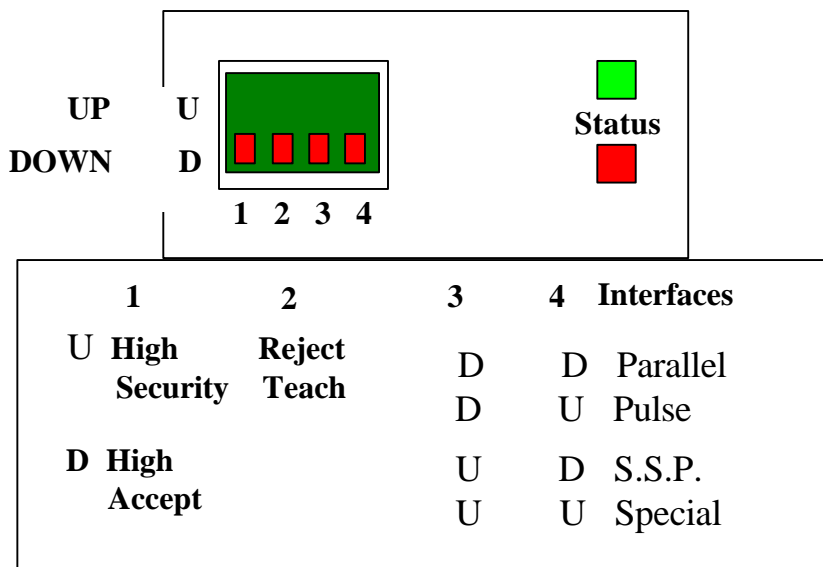 UP U
Status
DOWN D
1 2 3 4
1 2 3 4 Interfaces
U High Reject
Security Teach
D D Parallel
D U Pulse
D High
Accept
U D S.S.P.
U U Special